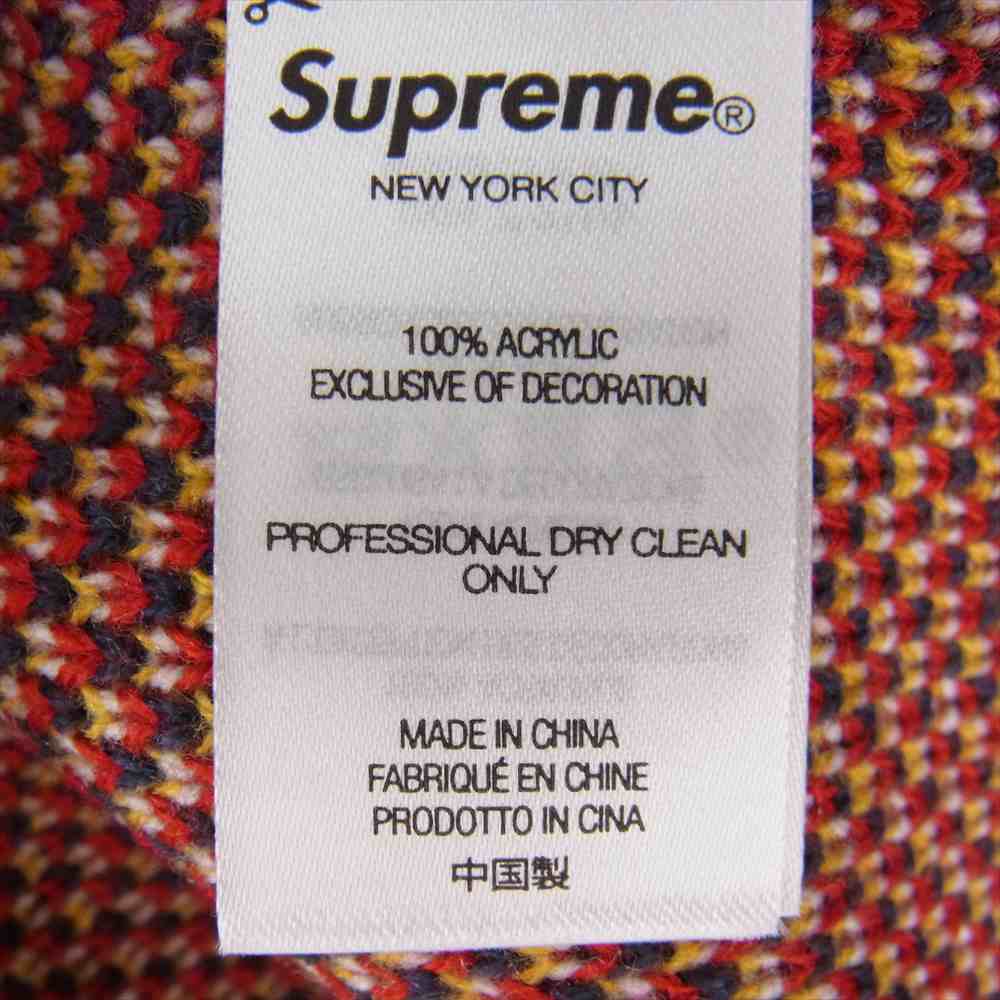 Supreme®
NEW YORK CITY
100% ACRYLIC
EXCLUSIVE OF DECORATION
PROFESSIONAL DRY CLEAN
ONLY
MADE IN CHINA
FABRIQUÉ EN CHINE
PRODOTTO IN CINA
中国製